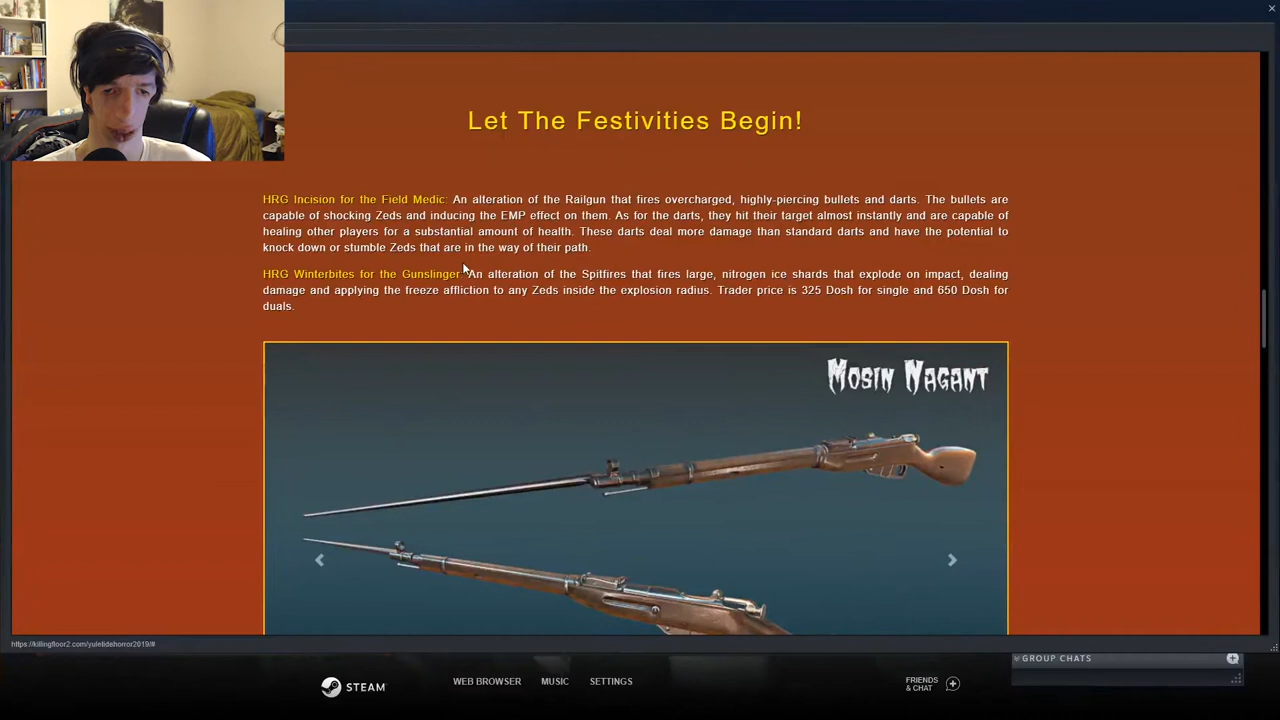 Let The Festivities Begin!
HRG Incision for the Field Medic: An alteration of the Railgun that fires overcharged, highly-piercing bullets and darts. The bullets are
capable of shocking Zeds and inducing the EMP effect on them. As for the darts, they hit their target almost instantly and are capable of
healing other players for a substantial amount of health. These darts deal more damage than standard darts and have the potential to
knock down or stumble Zeds that are in the way of their path.
HRG Winterbites for the Gunslinger: An alteration of the Spitfires that fires large, nitrogen ice shards that explode on impact, dealing
damage and applying the freeze affliction to any Zeds inside the explosion radius. Trader price is 325 Dosh for single and 650 Dosh for
duals.
Mosin Nagant
https://killingfloor2.com/yuletidehorror2019/#
GROUP CHATS
STEAM
WEB BROWSER
MUSIC
SETTINGS
FRIENDS
& CHAT